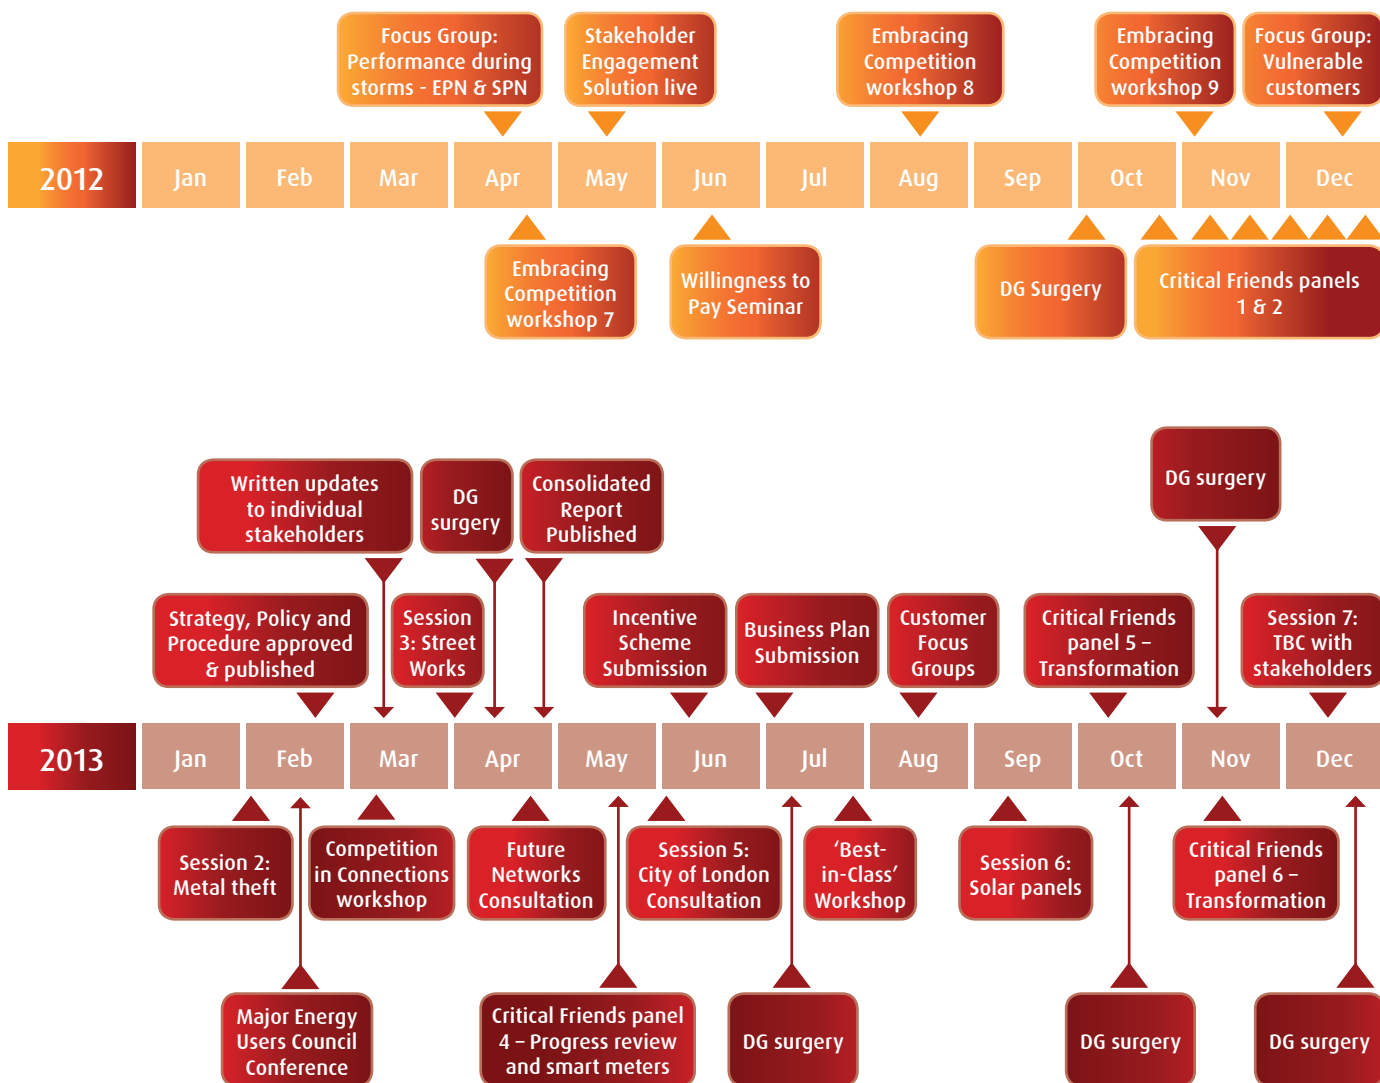 Focus Group:
Performance during
storms - EPN & SPN
Stakeholder
Engagement
Solution live
Embracing
Competition
workshop 8
Embracing
Competition
workshop 9
Focus Group:
Vulnerable
customers
2012
Jan
Feb
Mar
Apr
May
Jun
Jul
Aug
Sep
Oct
Nov
Dec
Embracing
Competition
workshop 7
Willingness to
Pay Seminar
DG Surgery
Critical Friends panels
1 & 2
Written updates
to individual
stakeholders
DG
surgery
Consolidated
Report
Published
DG surgery
Strategy, Policy and
Procedure approved
& published
Session
3: Street
Works
Incentive
Scheme
Submission
Business Plan
Submission
Customer
Focus
Groups
Critical Friends
panel 5 –
Transformation
Session 7:
TBC with
stakeholders
2013
Jan
Feb
Mar
Apr
May
Jun
Jul
Aug
Sep
Oct
Nov
Dec
Session 2:
Metal theft
Competition
in Connections
workshop
Future
Networks
Consultation
Session 5:
City of London
Consultation
‘Best-
in-Class’
Workshop
Session 6:
Solar panels
Critical Friends
panel 6 –
Transformation
Major Energy
Users Council
Conference
Critical Friends panel
4 – Progress review
and smart meters
DG surgery
DG surgery
DG surgery